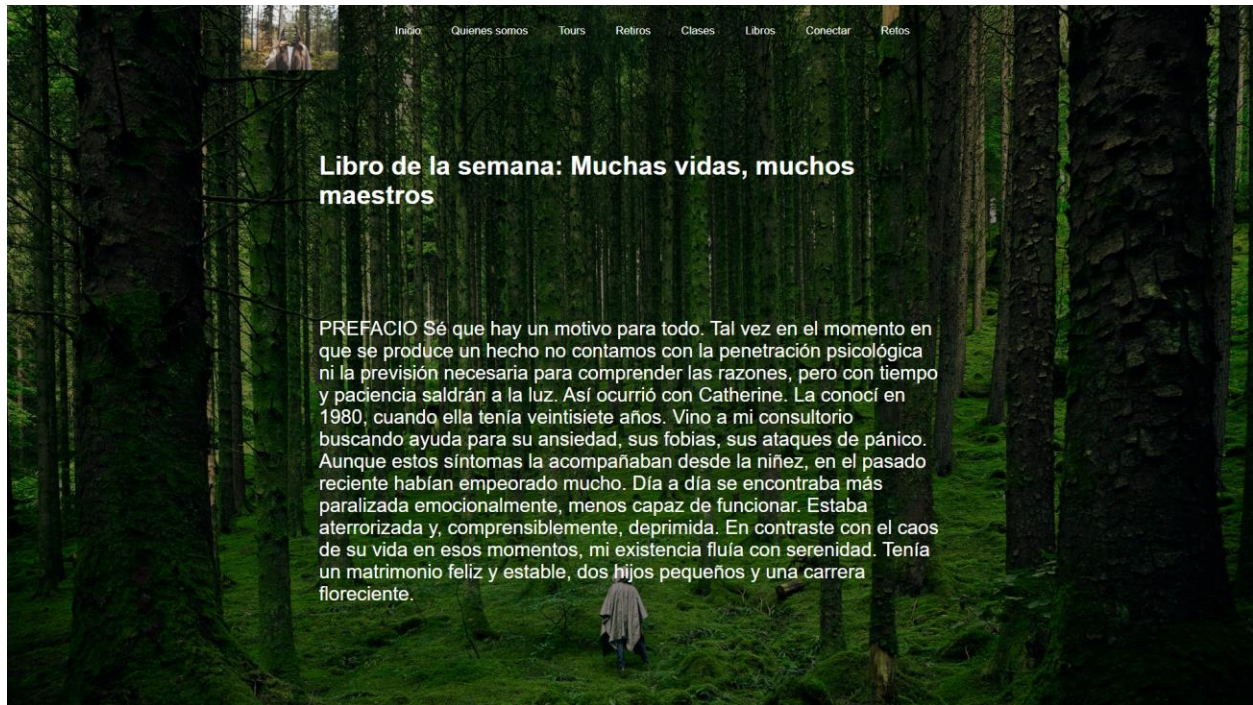 Inicio Quienes somos Tours Retiros Clases Libros Conectar Retos
Libro de la semana: Muchas vidas, muchos
maestros
PREFACIO Sé que hay un motivo para todo. Tal vez en el momento en
que se produce un hecho no contamos con la penetración psicológica
ni la previsión necesaria para comprender las razones, pero con tiempo
y paciencia saldrán a la luz. Así ocurrió con Catherine. La conocí en
1980, cuando ella tenía veintisiete años. Vino a mi consultorio
buscando ayuda para su ansiedad, sus fobias, sus ataques de pánico.
Aunque estos síntomas la acompañaban desde la niñez, en el pasado
reciente habían empeorado mucho. Día a día se encontraba más
paralizada emocionalmente, menos capaz de funcionar. Estaba
aterrorizada y, comprensiblemente, deprimida. En contraste con el caos
de su vida en esos momentos, mi existencia fluía con serenidad. Tenía
un matrimonio feliz y estable, dos hijos pequeños y una carrera
floreciente.